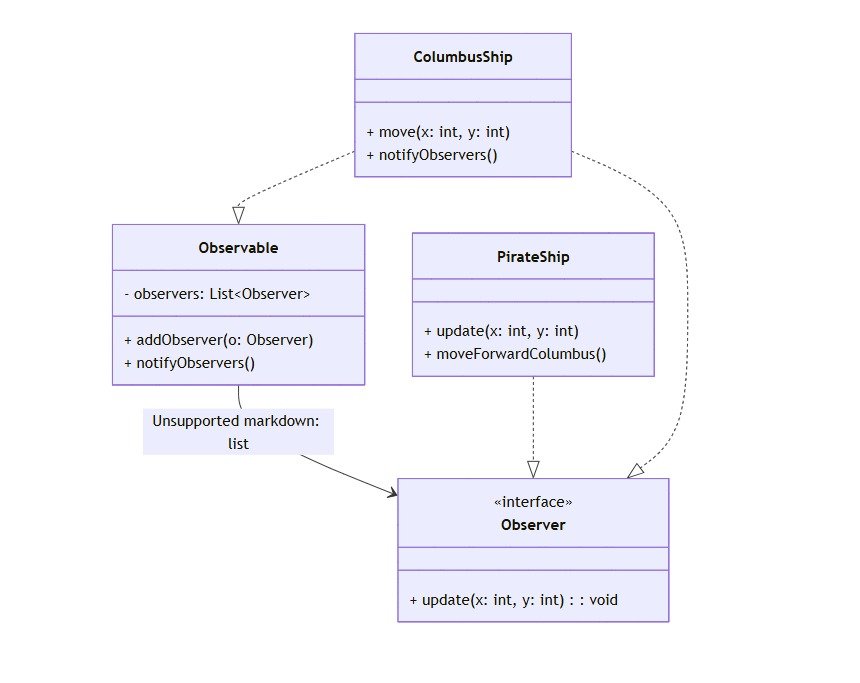 ColumbusShip
+ move(x: int, y: int)
+ notifyObservers()
Observable
- observers: List<Observer>
+ addObserver(o: Observer)
+ notifyObservers()
PirateShip
+ update(x: int, y: int)
+ moveForwardColumbus()
Unsupported markdown:
list
«interface»
Observer
+ update(x: int, y: int) : : void